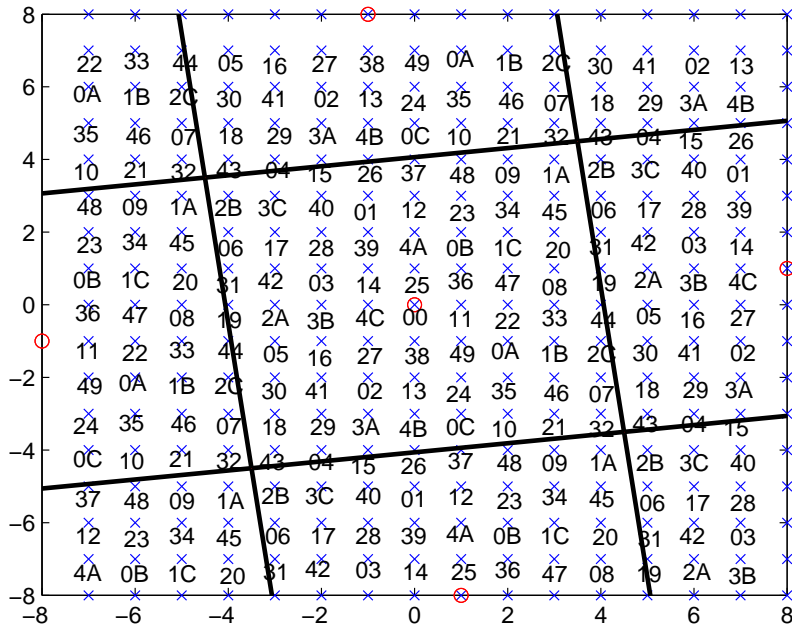 8
22 33 44 05 16 27 38 49 0A 1B 2C 30 41 02 13
6
0A 1B 2C 30 41 02 13 24 35 46 07 18 29 3A 4B
35 46 07 18 29 3A 4B 0C 10 21 32 43 04 15 26
4
10 21 32 43 04 15 26 37 48 09 1A 2B 3C 40 01
48 09 1A 2B 3C 40 01 12 23 34 45 06 17 28 39
2
23 34 45 06 17 28 39 4A 0B 1C 20 31 42 03 14
0B 1C 20 31 42 03 14 25 36 47 08 19 2A 3B 4C
0
36 47 08 19 2A 3B 4C 00 11 22 33 44 05 16 27
11 22 33 44 05 16 27 38 49 0A 1B 2C 30 41 02
−2
49 0A 1B 2C 30 41 02 13 24 35 46 07 18 29 3A
24 35 46 07 18 29 3A 4B 0C 10 21 32 43 04 15
−4
0C 10 21 32 43 04 15 26 37 48 09 1A 2B 3C 40
37 48 09 1A 2B 3C 40 01 12 23 34 45 06 17 28
−6
12 23 34 45 06 17 28 39 4A 0B 1C 20 31 42 03
4A 0B 1C 20 31 42 03 14 25 36 47 08 19 2A 3B
−8
−8 −6 −4 −2 0 2 4 6 8